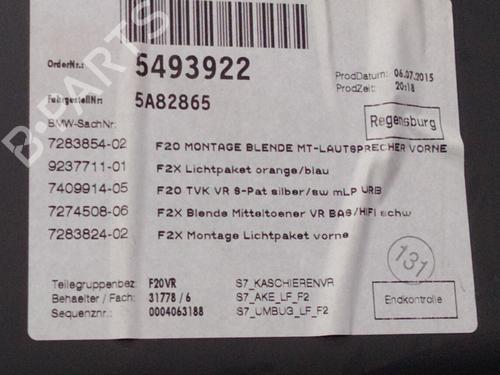 OrderNr.: 5493922 ProdDatum: 06.07.2015
ProdZeit: 20:18
FahrgestellNr: 5A82865
Regensburg
BMW-SachNr:
7283854-02 F20 MONTAGE BLENDE MT-LAUTSPRECHER VORNE
9237711-01 F2X Lichtpaket orange/blau
7409914-05 F20 TVK VR S-Pat silber/sw mLP URB
7274508-06 F2X Blende Mitteltoener VR BAS/HIFI schw
7283824-02 F2X Montage Lichtpaket vorne
131
Teilegruppenbez: F20VR S7_KASCHIERENVR
Behaelter / Fach: 31778 / 6 S7_AKE_LF_F2
Endkontrolle
Sequenznr.: 0004063188 S7_UMBUG_LF_F2
B-PARTS